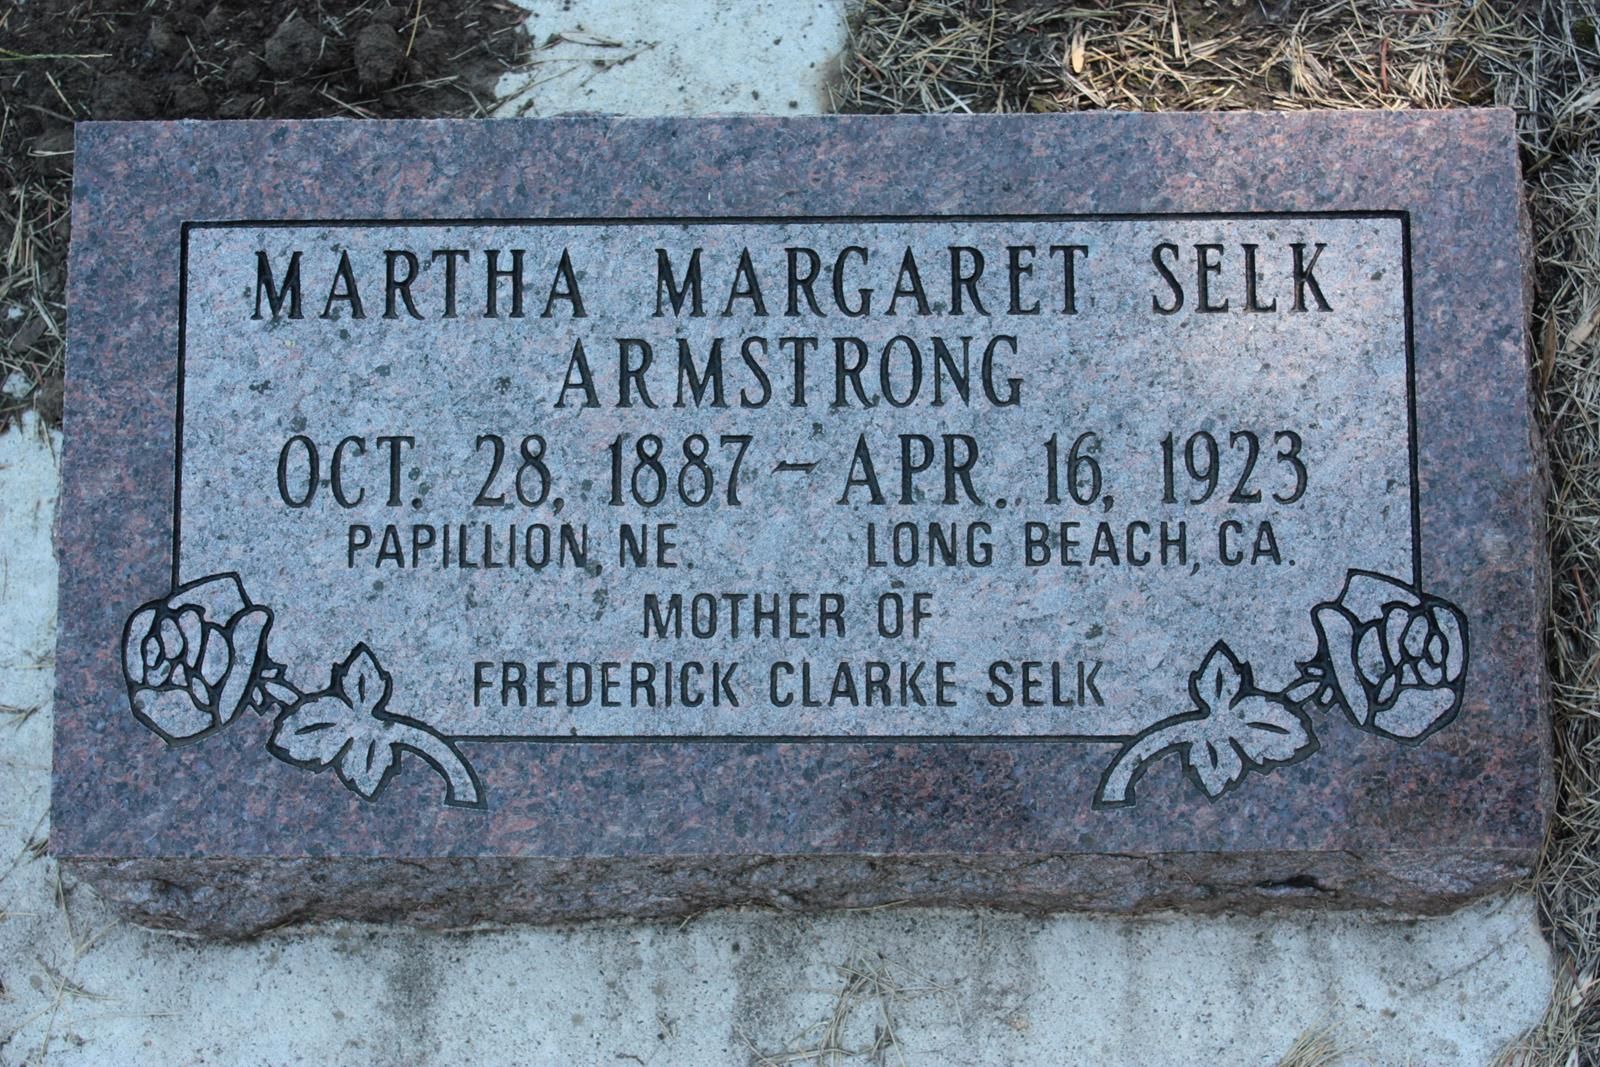 MARTHA MARGARET SELK
ARMSTRONG
OCT. 28, 1887 ~ APR. 16, 1923
PAPILLION, NE. LONG BEACH, CA.
MOTHER OF
FREDERICK CLARKE SELK